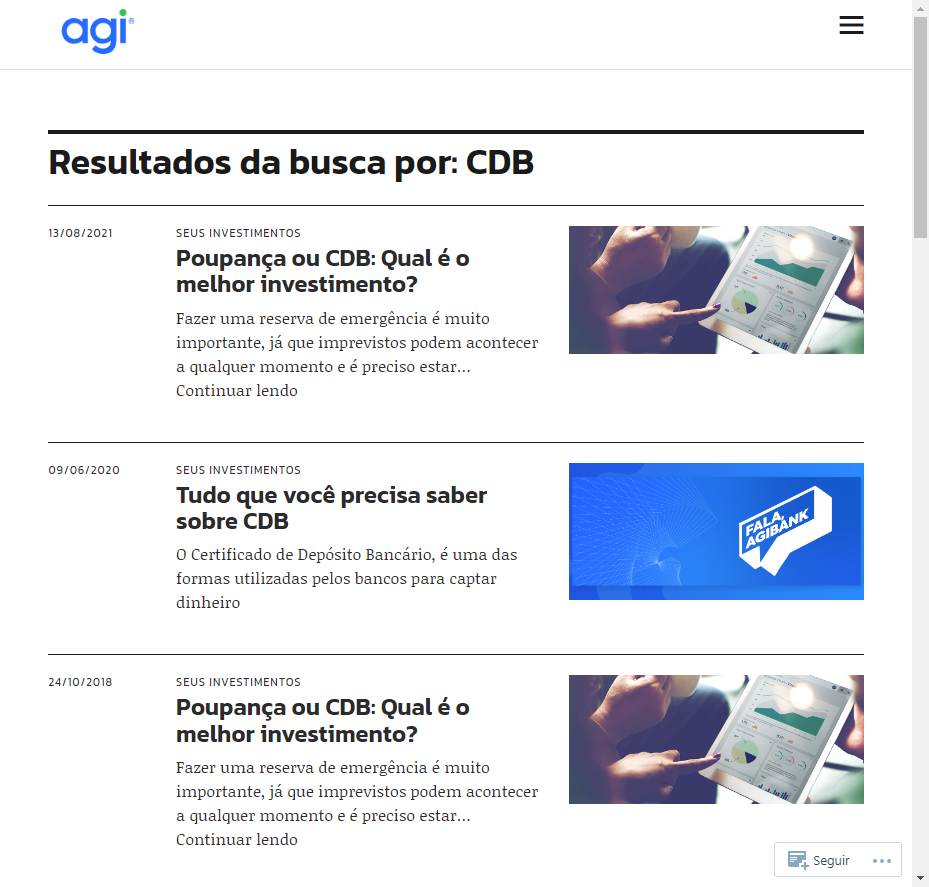 agi®
Resultados da busca por: CDB
13/08/2021
SEUS INVESTIMENTOS
Poupança ou CDB: Qual é o
melhor investimento?
Fazer uma reserva de emergência é muito
importante, já que imprevistos podem acontecer
a qualquer momento e é preciso estar…
Continuar lendo
09/06/2020
SEUS INVESTIMENTOS
Tudo que você precisa saber
sobre CDB
O Certificado de Depósito Bancário, é uma das
formas utilizadas pelos bancos para captar
dinheiro
FALA,
AGIBANK
24/10/2018
SEUS INVESTIMENTOS
Poupança ou CDB: Qual é o
melhor investimento?
Fazer uma reserva de emergência é muito
importante, já que imprevistos podem acontecer
a qualquer momento e é preciso estar…
Continuar lendo
Seguir